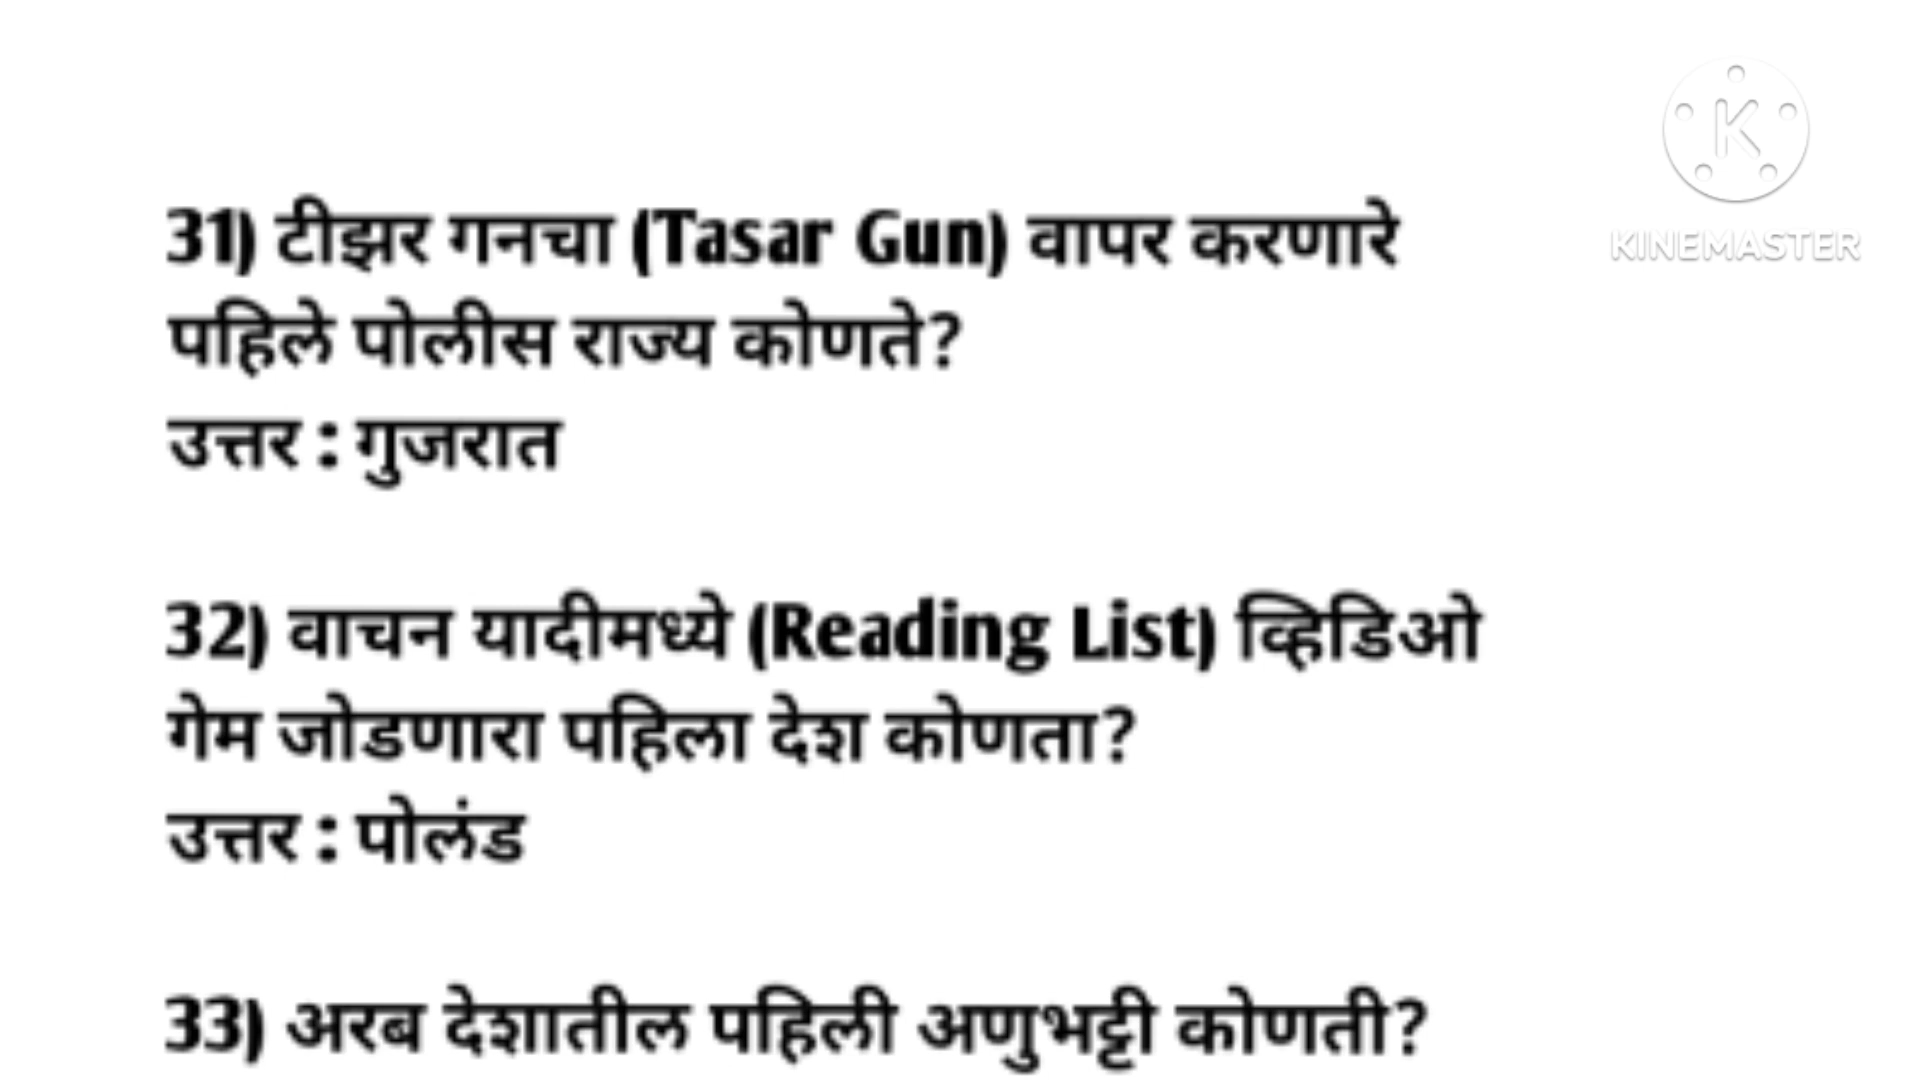 31) टीझर गनचा (Tasar Gun) वापर करणारे
पहिले पोलीस राज्य कोणते?
उत्तर : गुजरात
32) वाचन यादीमध्ये (Reading List) व्हिडिओ
गेम जोडणारा पहिला देश कोणता?
उत्तर : पोलंड
33) अरब देशातील पहिली अणुभट्टी कोणती?
K
KINEMASTER